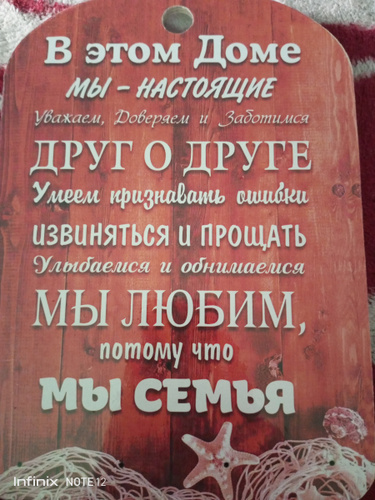 В этом Доме
МЫ – НАСТОЯЩИЕ
Уважаем, Доверяем и Заботимся
ДРУГ О ДРУГЕ
Умеем признавать ошибки
ИЗВИНЯТЬСЯ И ПРОЩАТЬ
Улыбаемся и обнимаемся
МЫ ЛЮБИМ,
потому что
МЫ СЕМЬЯ
Infinix NOTE 12